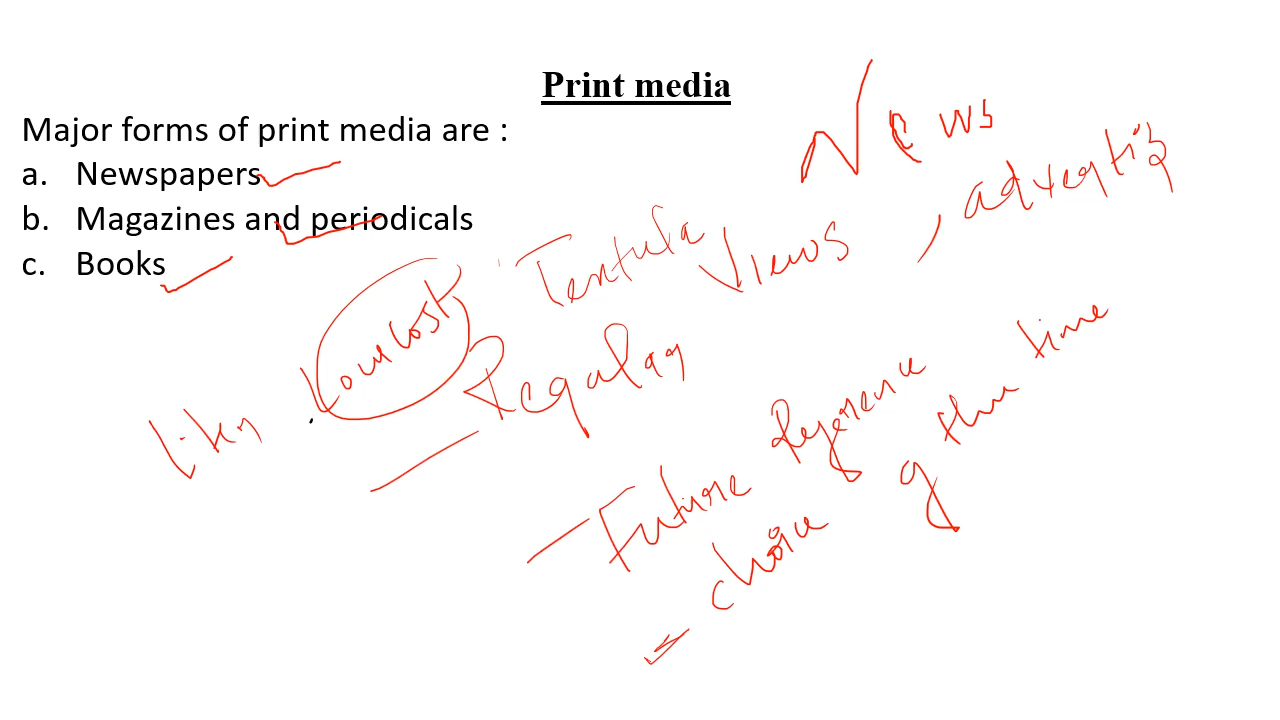 Print media
Major forms of print media are :
a. Newspapers
b. Magazines and periodicals
c. Books
News
Views , advertis
Low cost
Regular
Future Reference
choice of the time